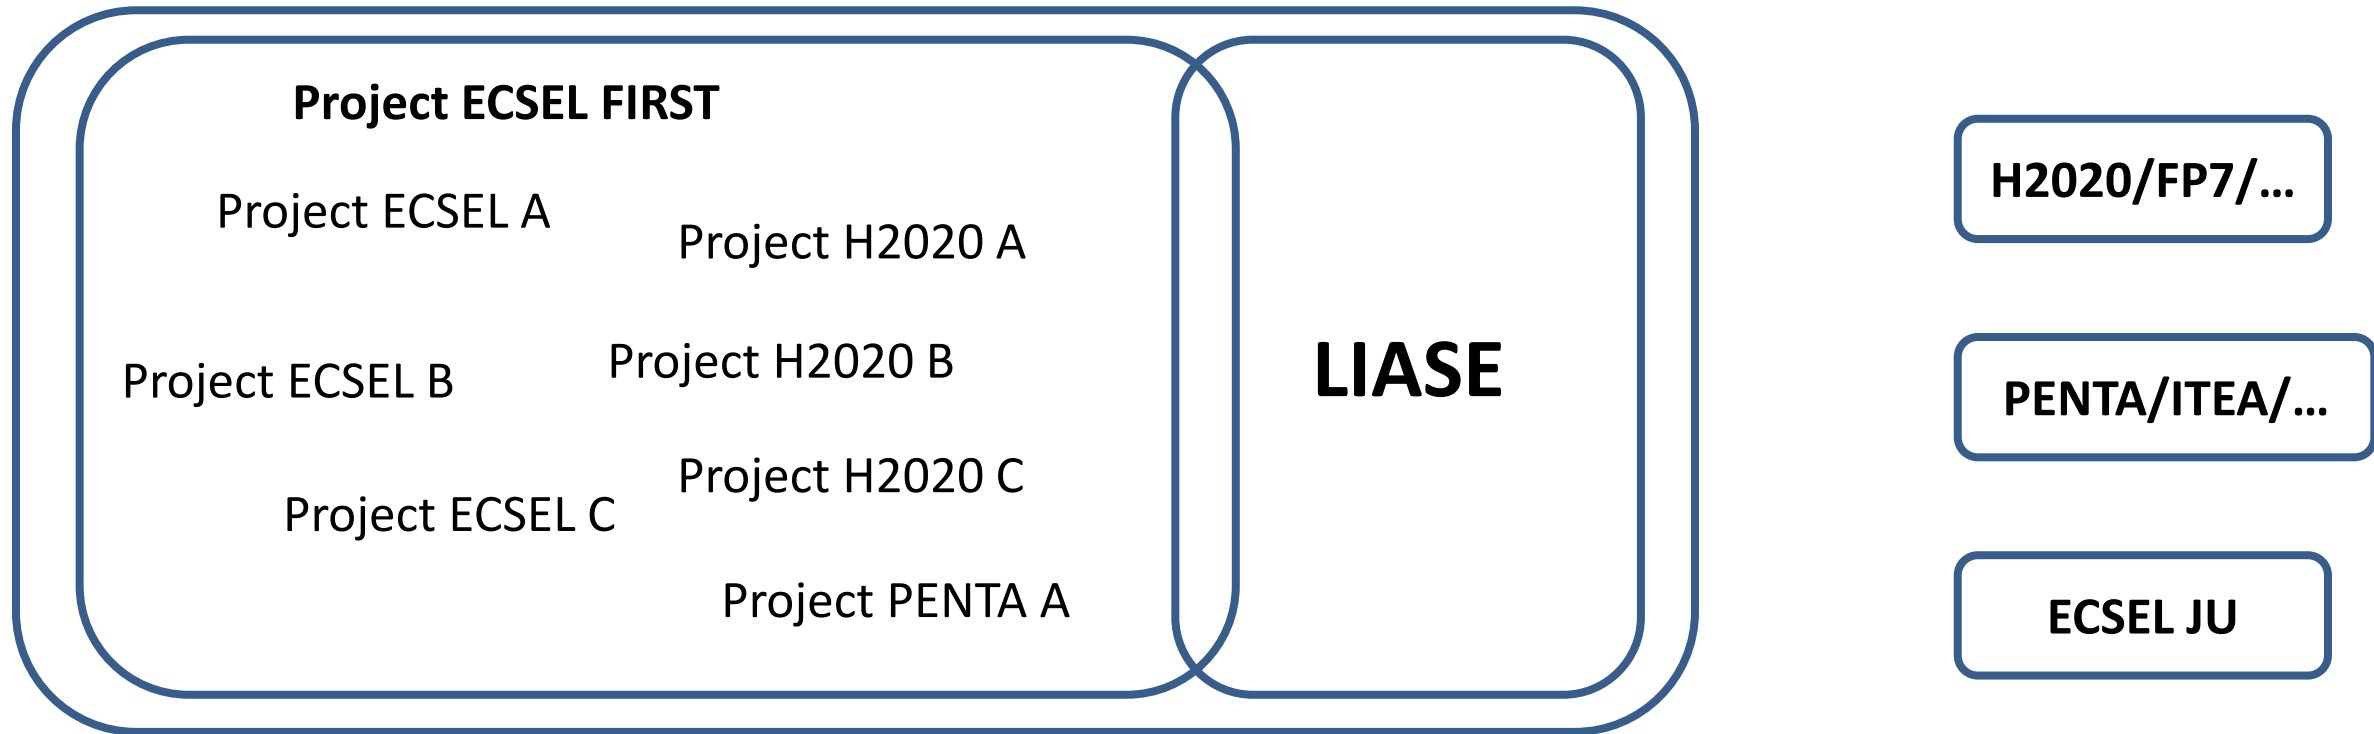 Project ECSEL FIRST
Project ECSEL A
Project H2020 A
Project H2020 B
Project ECSEL B
Project H2020 C
Project ECSEL C
Project PENTA A
LIASE
H2020/FP7/...
PENTA/ITEA/...
ECSEL JU